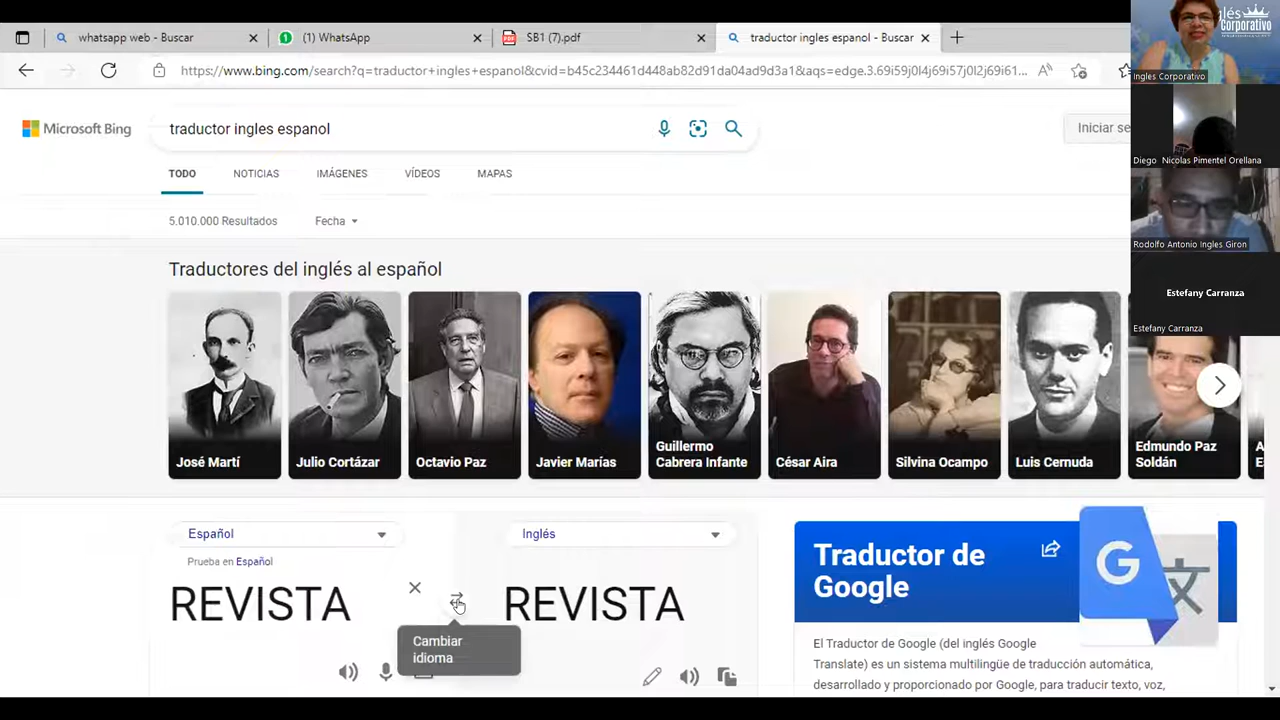 whatsapp web - Buscar
(1) WhatsApp
SB1 (7).pdf
traductor ingles espanol - Buscar
https://www.bing.com/search?q=traductor+ingles+espanol&cvid=b45c234461d448ab82d91da04ad9d3a1&aqs=edge.3.69i59j0l4j69i57j0l2j69i61...
Microsoft Bing
traductor ingles espanol
Iniciar se
TODO
NOTICIAS
IMÁGENES
VÍDEOS
MAPAS
5.010.000 Resultados
Fecha
Traductores del inglés al español
José Martí
Julio Cortázar
Octavio Paz
Javier Marías
Guillermo
Cabrera Infante
César Aira
Silvina Ocampo
Luis Cernuda
Edmundo Paz
Soldán
Español
Inglés
Prueba en Español
REVISTA
REVISTA
Cambiar
idioma
Traductor de
Google
G
El Traductor de Google (del inglés Google
Translate) es un sistema multilingüe de traducción automática,
desarrollado y proporcionado por Google, para traducir texto, voz,
glés
Corporativo
Ingles Corporativo
Diego Nicolas Pimentel Orellana
Rodolfo Antonio Ingles Giron
Estefany Carranza
Estefany Carranza